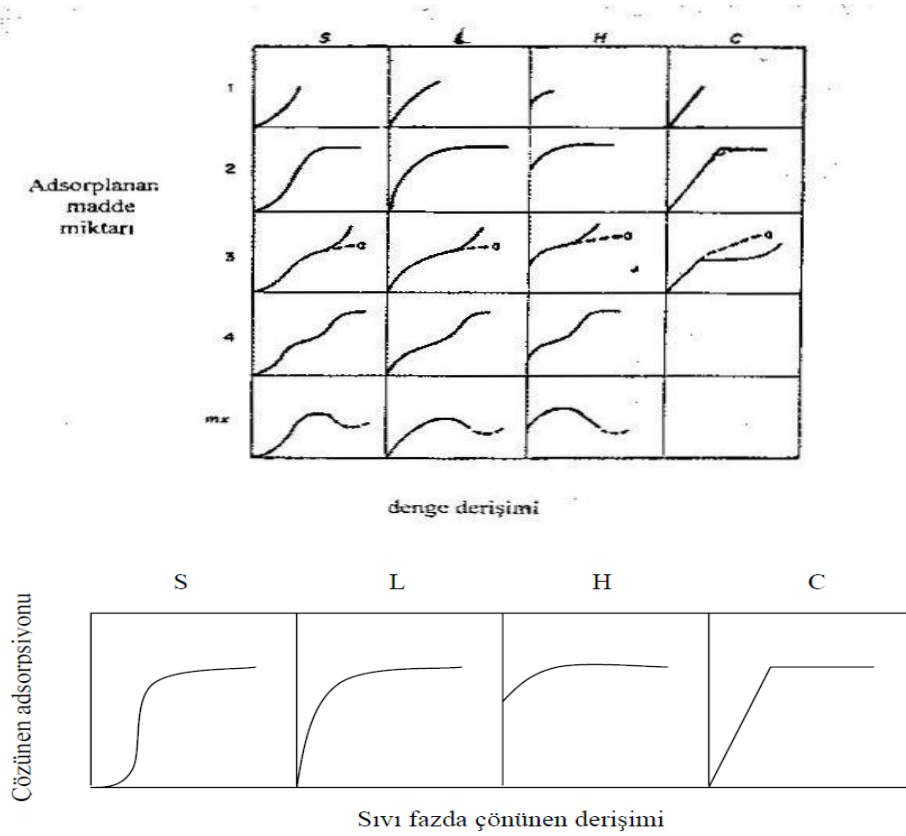 S L H C
1
2
Adsorplanan
madde
miktarı
3
a a a a
4
mx
denge derişimi
S L H C
Çözünen adsorpsiyonu
Sıvı fazda çönünen derişimi